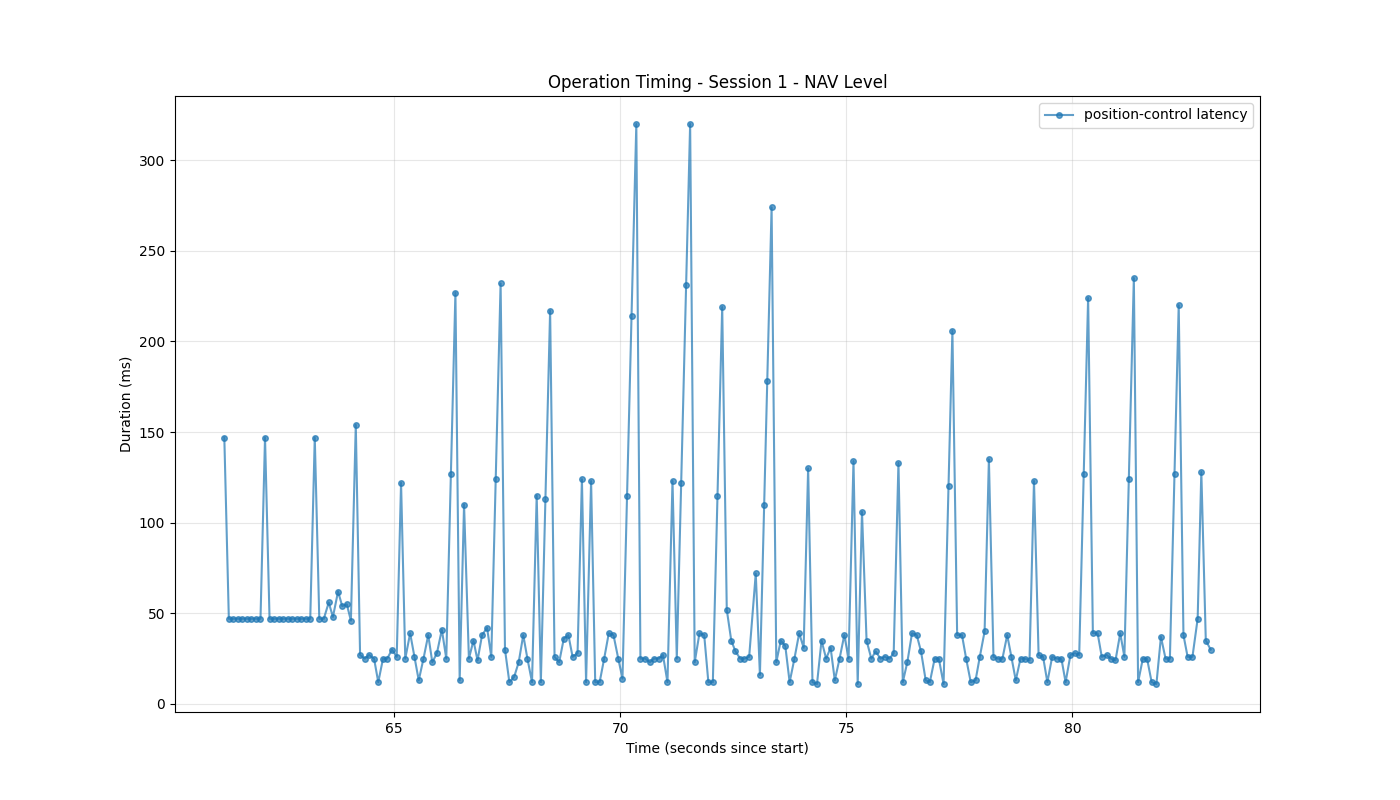 Operation Timing - Session 1 - NAV Level
position-control latency
Duration (ms)
300
250
200
150
100
50
0
65
70
75
80
Time (seconds since start)